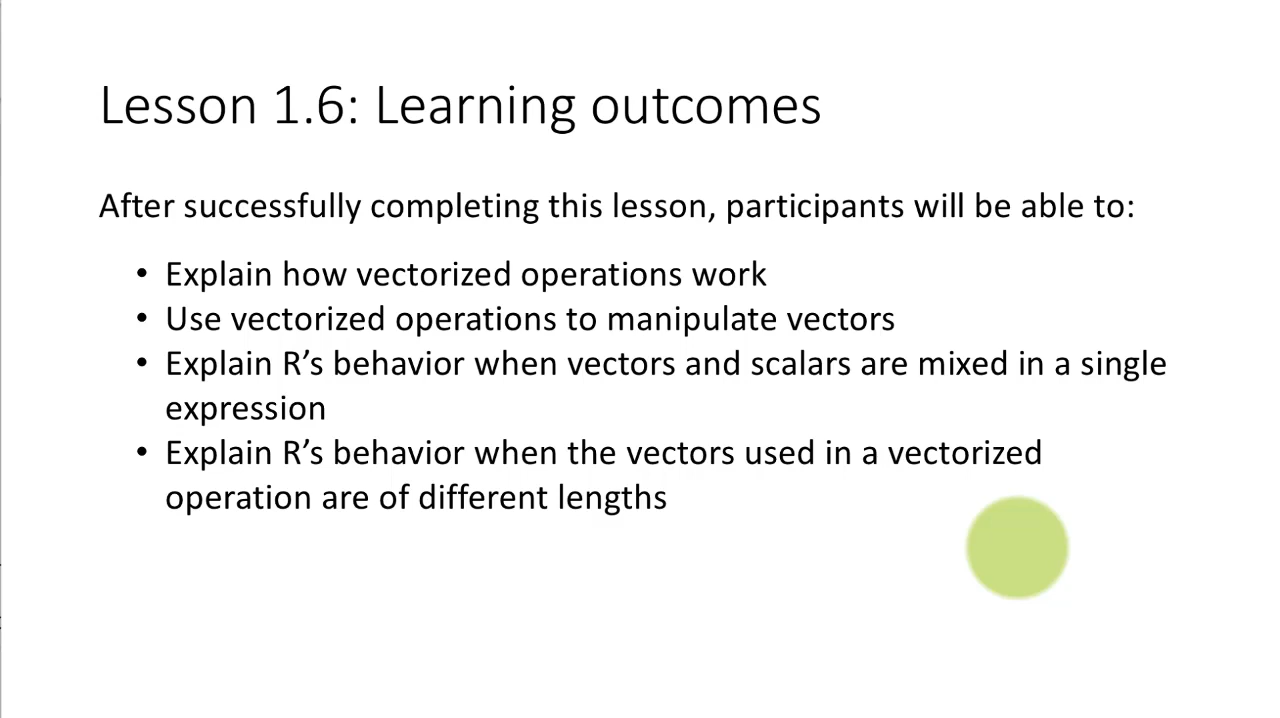 Lesson 1.6: Learning outcomes
After successfully completing this lesson, participants will be able to:
• Explain how vectorized operations work
• Use vectorized operations to manipulate vectors
• Explain R’s behavior when vectors and scalars are mixed in a single
expression
• Explain R’s behavior when the vectors used in a vectorized
operation are of different lengths